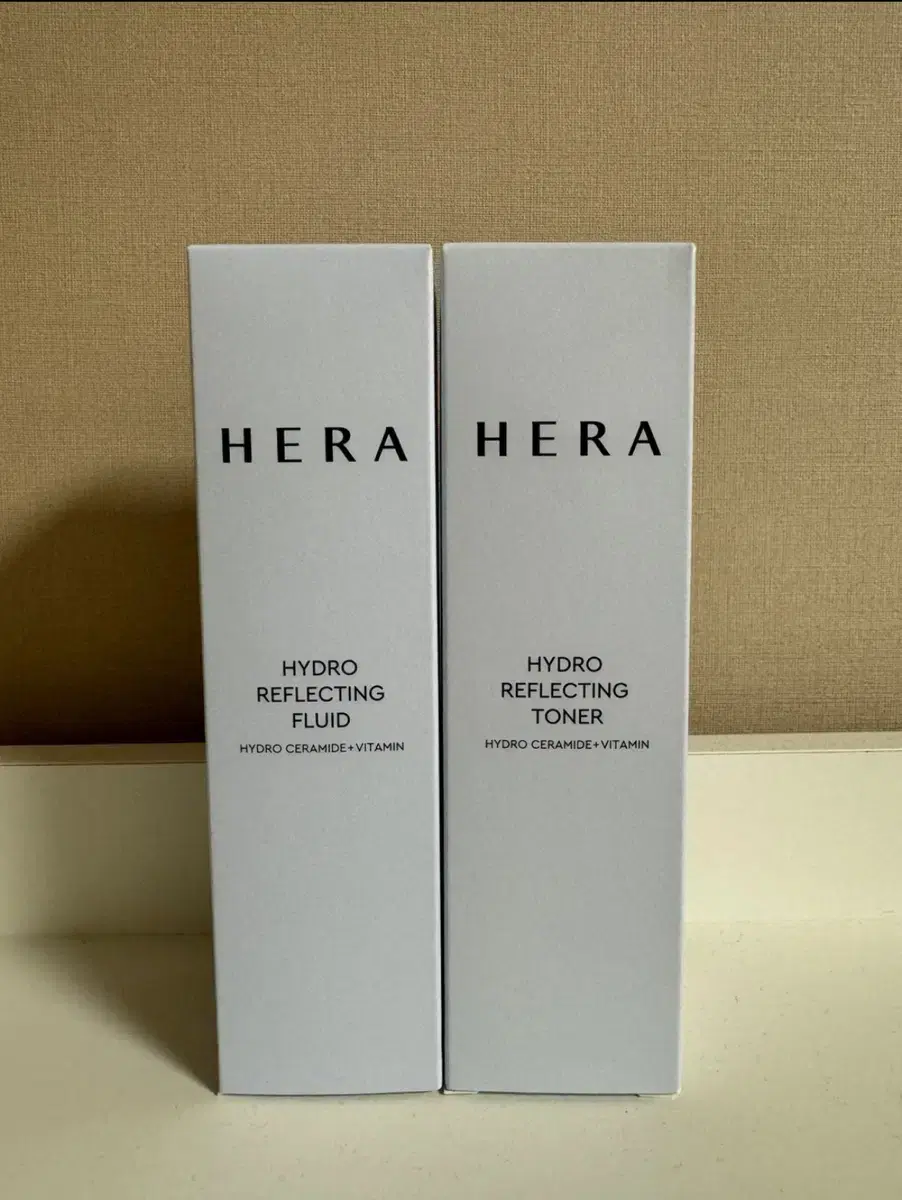 HERA
HYDRO
REFLECTING
FLUID
HYDRO CERAMIDE+VITAMIN
HERA
HYDRO
REFLECTING
TONER
HYDRO CERAMIDE+VITAMIN